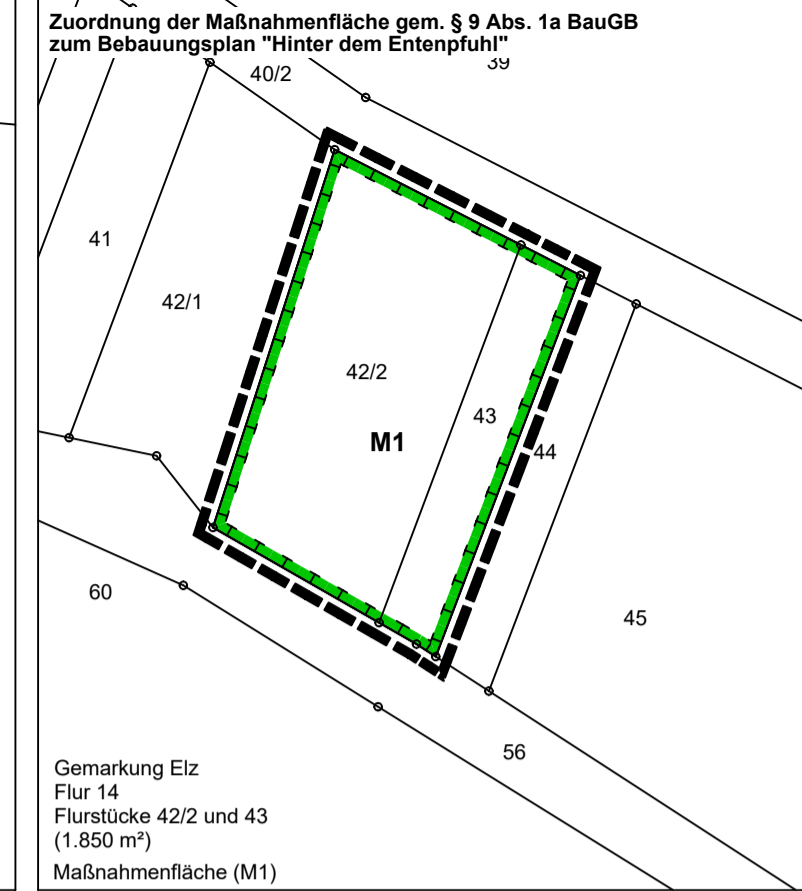 Zuordnung der Maßnahmenfläche gem. § 9 Abs. 1a BauGB
zum Bebauungsplan "Hinter dem Entenpfuhl"
39
40/2
41
42/1
42/2
43
M1
44
45
60
56
Gemarkung Elz
Flur 14
Flurstücke 42/2 und 43
(1.850 m²)
Maßnahmenfläche (M1)